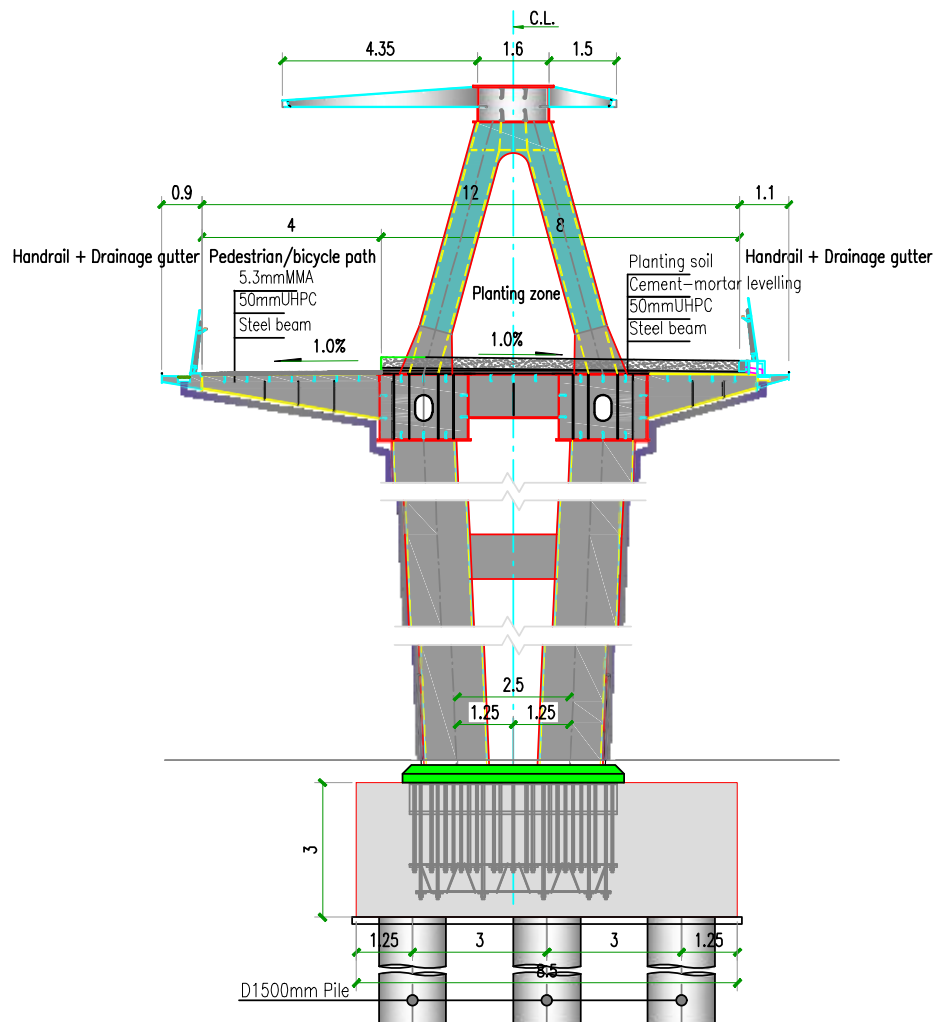 C.L.
4.35 1.6 1.5
0.9 12 1.1
4 8
Handrail + Drainage gutter Pedestrian/bicycle path Handrail + Drainage gutter
5.3mmMMA
50mmUHPC
Steel beam
Planting zone
Planting soil
Cement-mortar levelling
50mmUHPC
Steel beam
1.0% 1.0%
2.5
1.25 1.25
3
1.25 3 3 1.25
8.5
D1500mm Pile